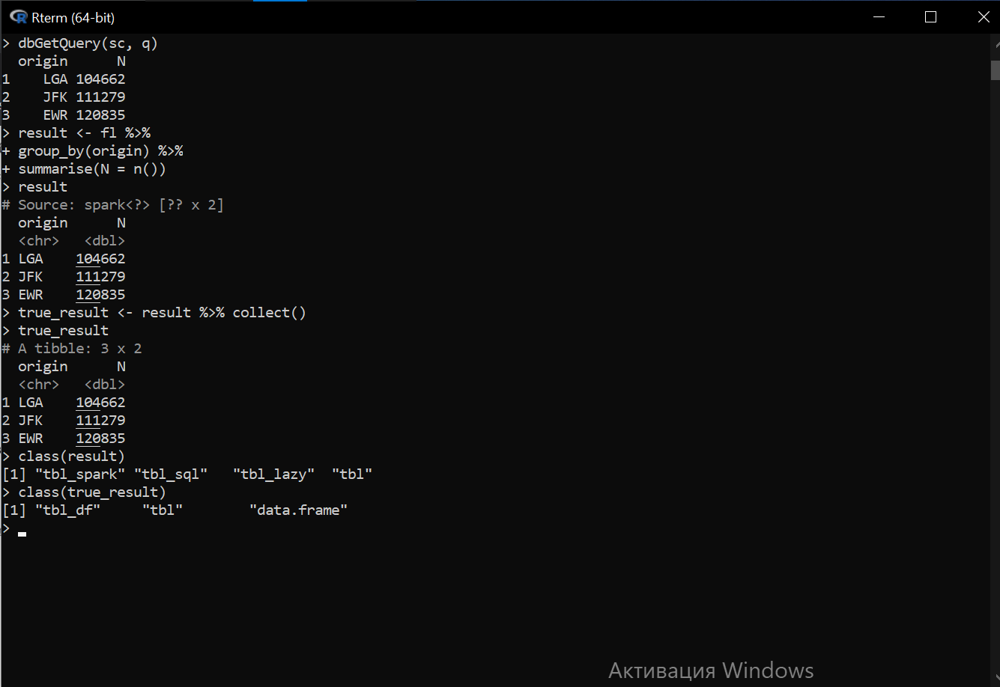 Rterm (64-bit)
> dbGetQuery(sc, q)
  origin      N
1    LGA 104662
2    JFK 111279
3    EWR 120835
> result <- fl %>%
+ group_by(origin) %>%
+ summarise(N = n())
> result
# Source: spark<?> [?? x 2]
  origin      N
  <chr>   <dbl>
1 LGA    104662
2 JFK    111279
3 EWR    120835
> true_result <- result %>% collect()
> true_result
# A tibble: 3 x 2
  origin      N
  <chr>   <dbl>
1 LGA    104662
2 JFK    111279
3 EWR    120835
> class(result)
[1] "tbl_spark" "tbl_sql"   "tbl_lazy"  "tbl"
> class(true_result)
[1] "tbl_df"     "tbl"        "data.frame"
>
Активация Windows